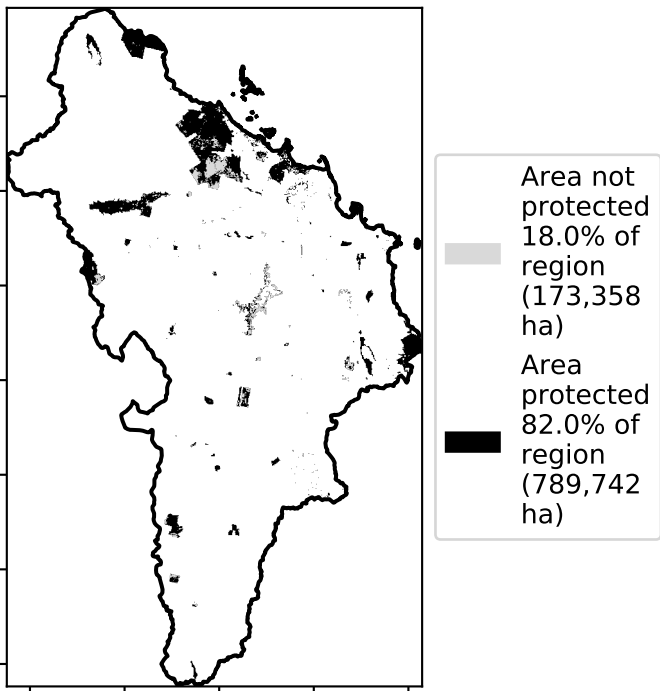 Area not
protected
18.0% of
region
(173,358
ha)
Area
protected
82.0% of
region
(789,742
ha)